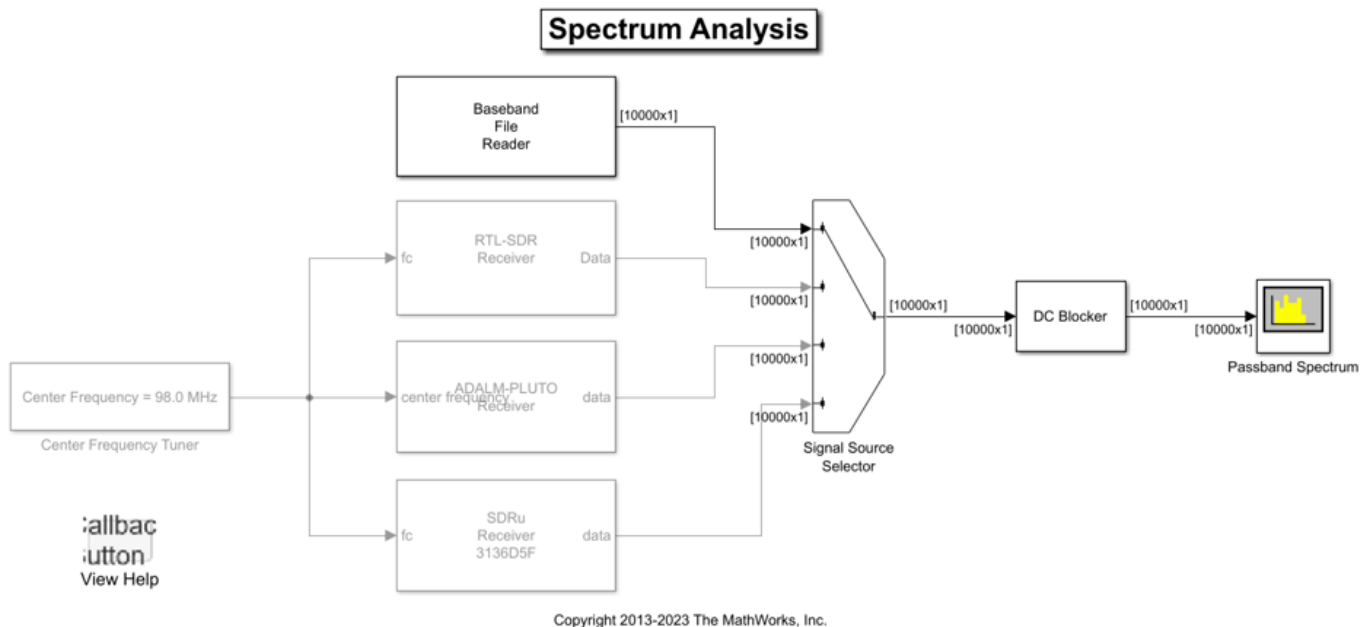 Spectrum Analysis
Baseband
File
Reader
[10000x1]
[10000x1]
RTL-SDR
Receiver
fc
Data
[10000x1]
[10000x1]
[10000x1]
DC Blocker
[10000x1]
[10000x1]
Passband Spectrum
Center Frequency = 98.0 MHz
Center Frequency Tuner
ADALM-PLUTO
Receiver
center frequency
data
[10000x1]
[10000x1]
Signal Source
Selector
SDRu
Receiver
3136D5F
fc
data
allbac
utton
View Help
Copyright 2013-2023 The MathWorks, Inc.